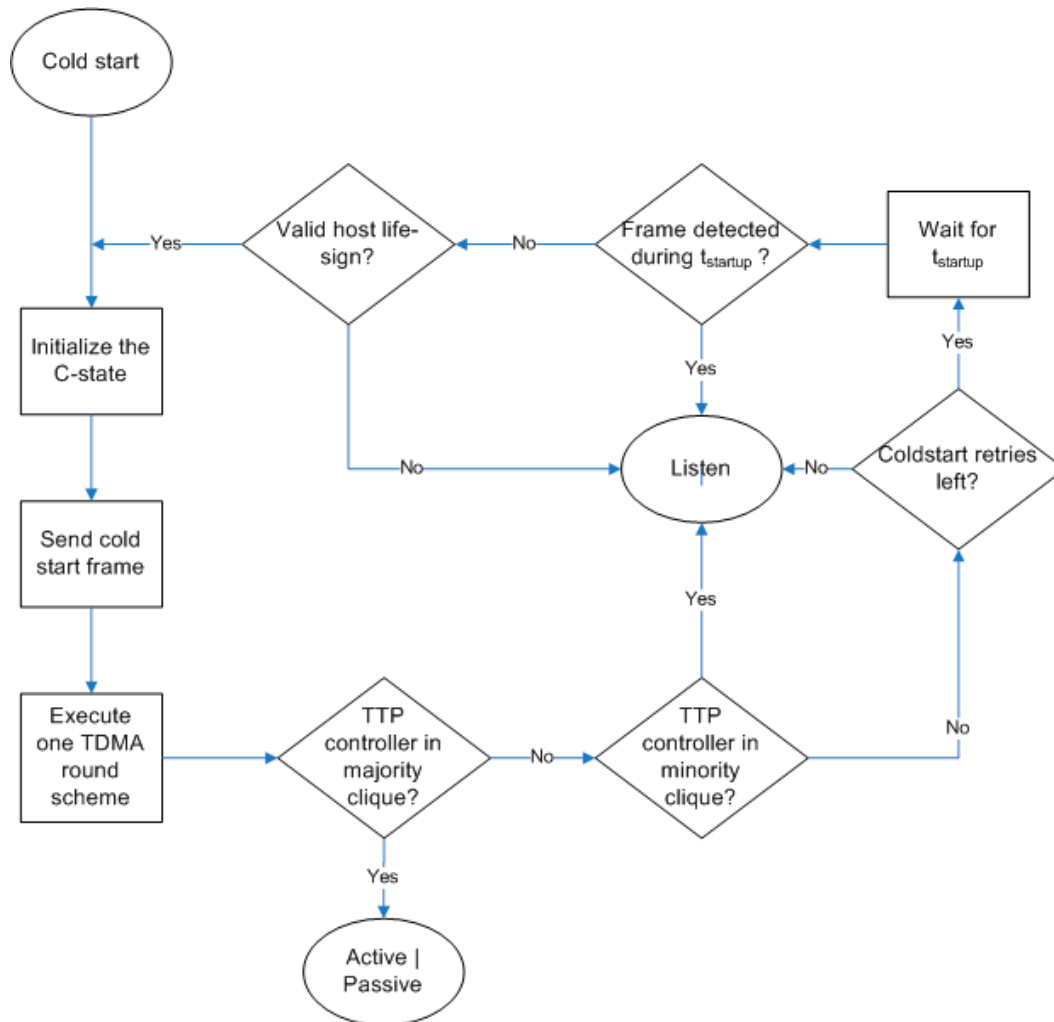 Cold start
Valid host life-
sign?
Frame detected
during tstartup ?
Wait for
tstartup
Yes
No
Initialize the
C-state
Yes
Yes
No
Listen
No
Coldstart retries
left?
Send cold
start frame
Yes
Execute
one TDMA
round
scheme
TTP
controller in
majority
clique?
No
TTP
controller in
minority
clique?
No
Yes
Active |
Passive